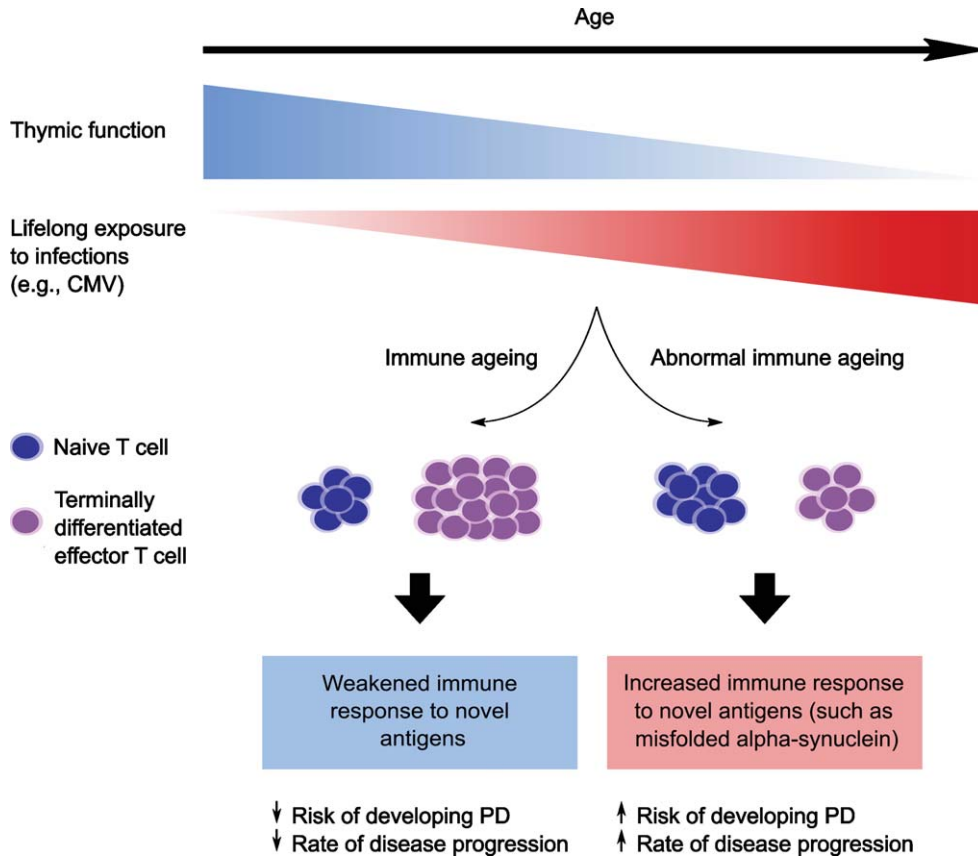 Age
Thymic function
Lifelong exposure
to infections
(e.g., CMV)
Immune ageing
Abnormal immune ageing
Naive T cell
Terminally
differentiated
effector T cell
Weakened immune
response to novel
antigens
Increased immune response
to novel antigens (such as
misfolded alpha-synuclein)
↓ Risk of developing PD
↓ Rate of disease progression
↑ Risk of developing PD
↑ Rate of disease progression